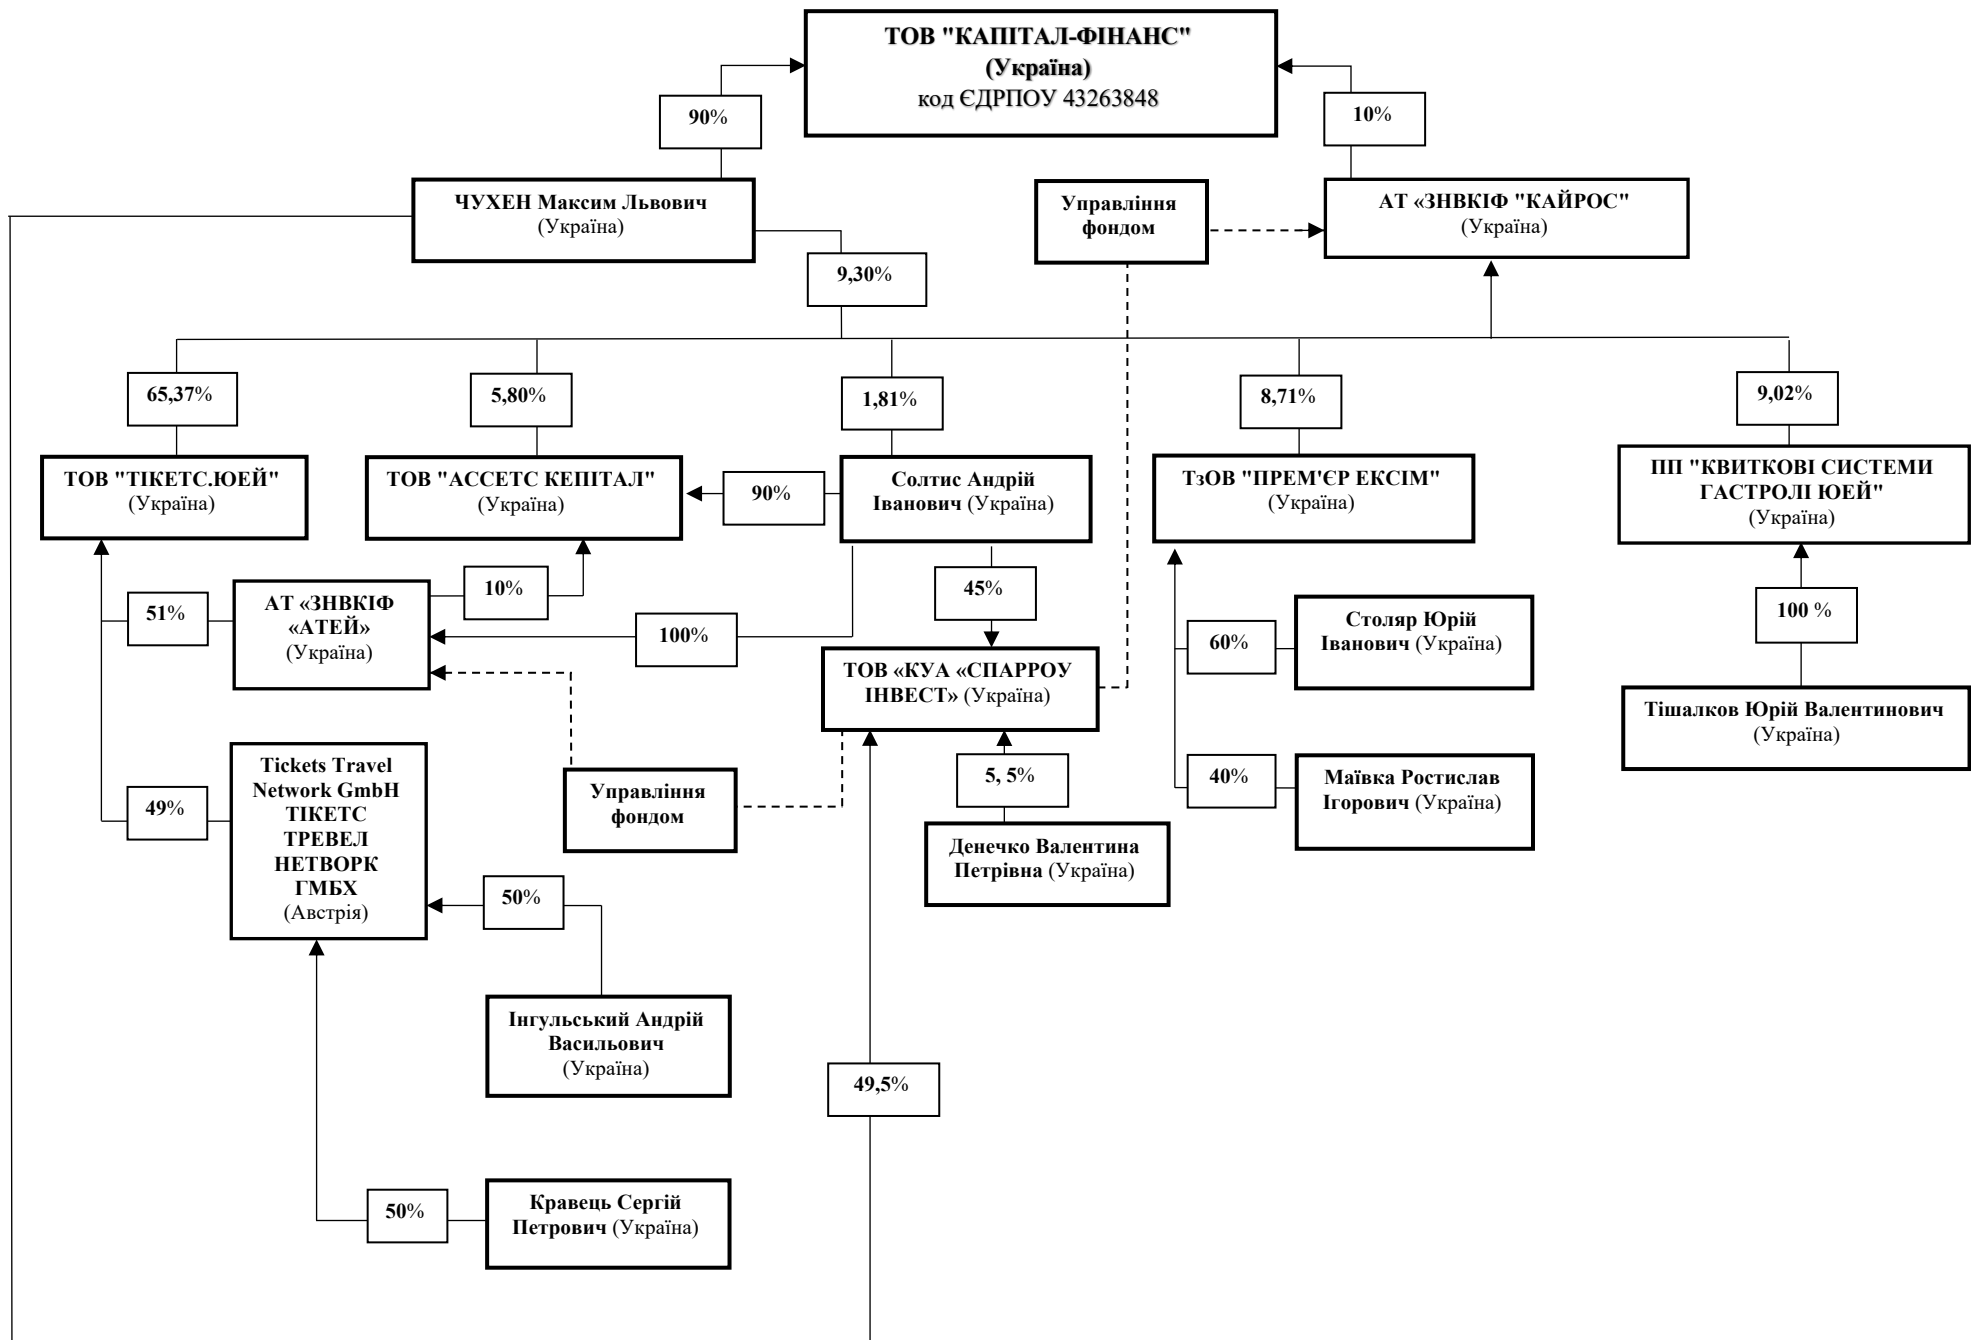 ТОВ "КАПІТАЛ-ФІНАНС"
(Україна)
код ЄДРПОУ 43263848
90%
10%
ЧУХЕН Максим Львович
(Україна)
Управління
фондом
АТ «ЗНВКІФ "КАЙРОС"
(Україна)
9,30%
65,37%
5,80%
1,81%
8,71%
9,02%
ТОВ "ТІКЕТС.ЮЕЙ"
(Україна)
ТОВ "АССЕТС КЕПІТАЛ"
(Україна)
90%
Солтис Андрій
Іванович (Україна)
ТзОВ "ПРЕМ'ЄР ЕКСІМ"
(Україна)
ПП "КВИТКОВІ СИСТЕМИ
ГАСТРОЛІ ЮЕЙ"
(Україна)
51%
АТ «ЗНВКІФ
«АТЕЙ»
(Україна)
10%
100%
45%
60%
Столяр Юрій
Іванович (Україна)
100 %
ТОВ «КУА «СПАРРОУ
ІНВЕСТ» (Україна)
Тішалков Юрій Валентинович
(Україна)
49%
Tickets Travel
Network GmbH
ТІКЕТС
ТРЕВЕЛ
НЕТВОРК
ГМБХ
(Австрія)
Управління
фондом
5, 5%
40%
Маївка Ростислав
Ігорович (Україна)
Денечко Валентина
Петрівна (Україна)
50%
Інгульський Андрій
Васильович
(Україна)
49,5%
50%
Кравець Сергій
Петрович (Україна)